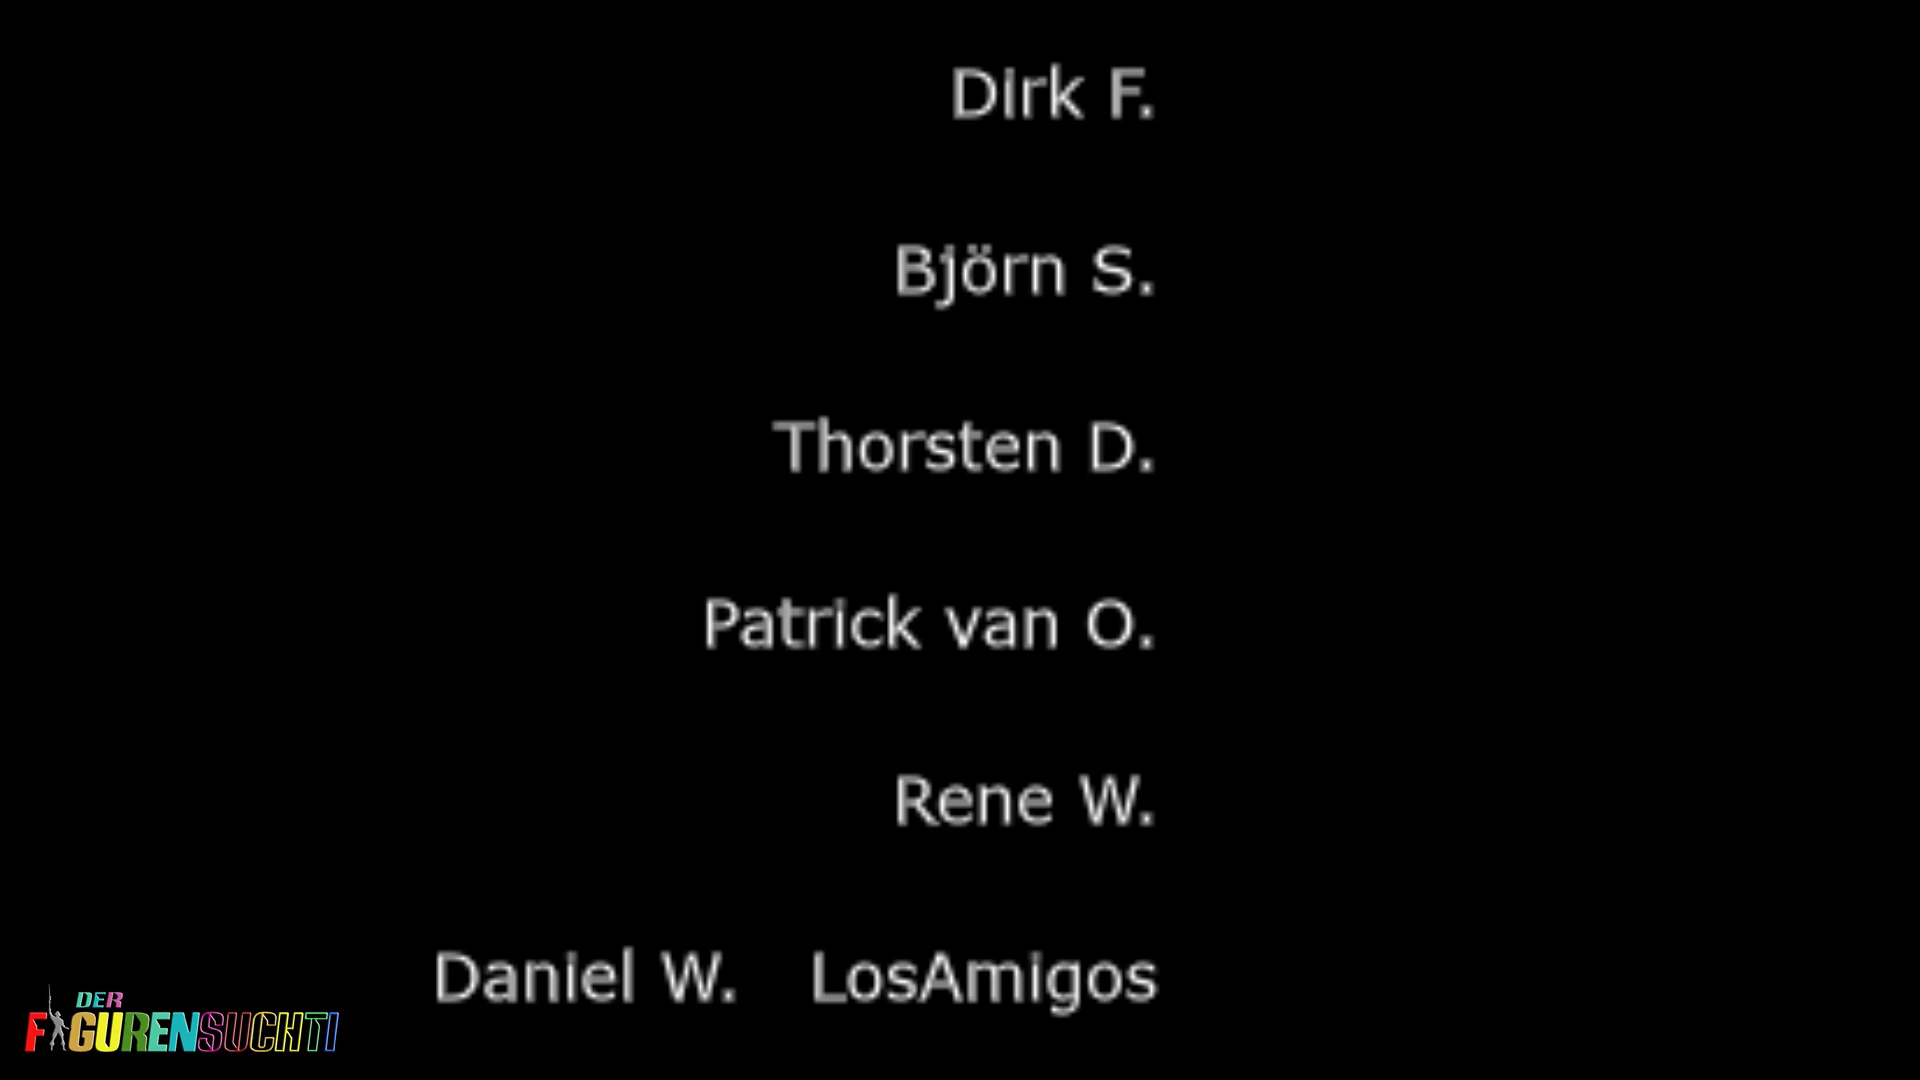 Dirk F.
Björn S.
Thorsten D.
Patrick van O.
Rene W.
Daniel W. LosAmigos
DER
FIGURENSUCHTI